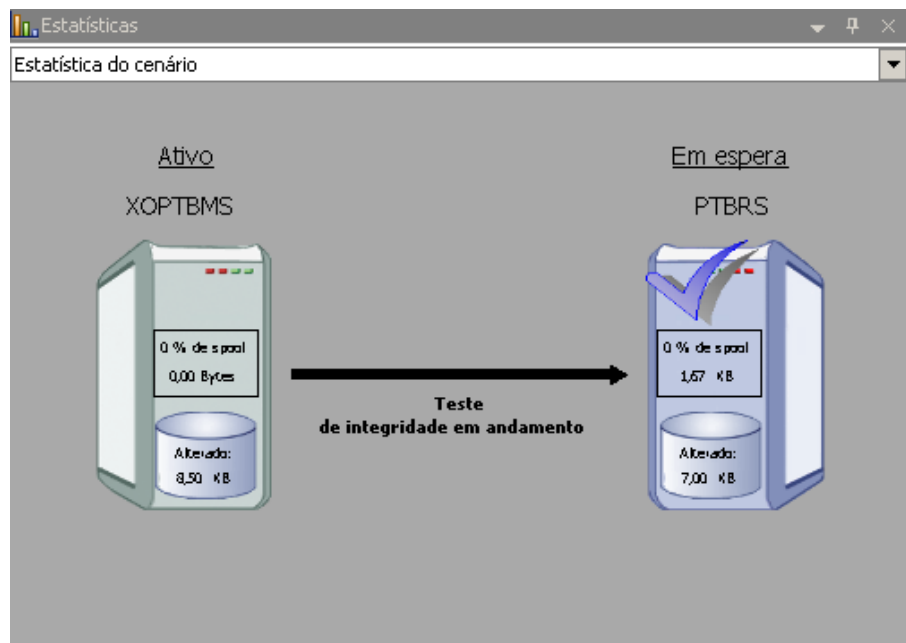 Estatísticas
Estatística do cenário
Ativo
Em espera
XOPTBMS
PTBRS
0 % de spool
0,00 Bytes
0 % de spool
1,67 KB
Teste
de integridade em andamento
Alterado:
8,50 KB
Alterado:
7,00 KB